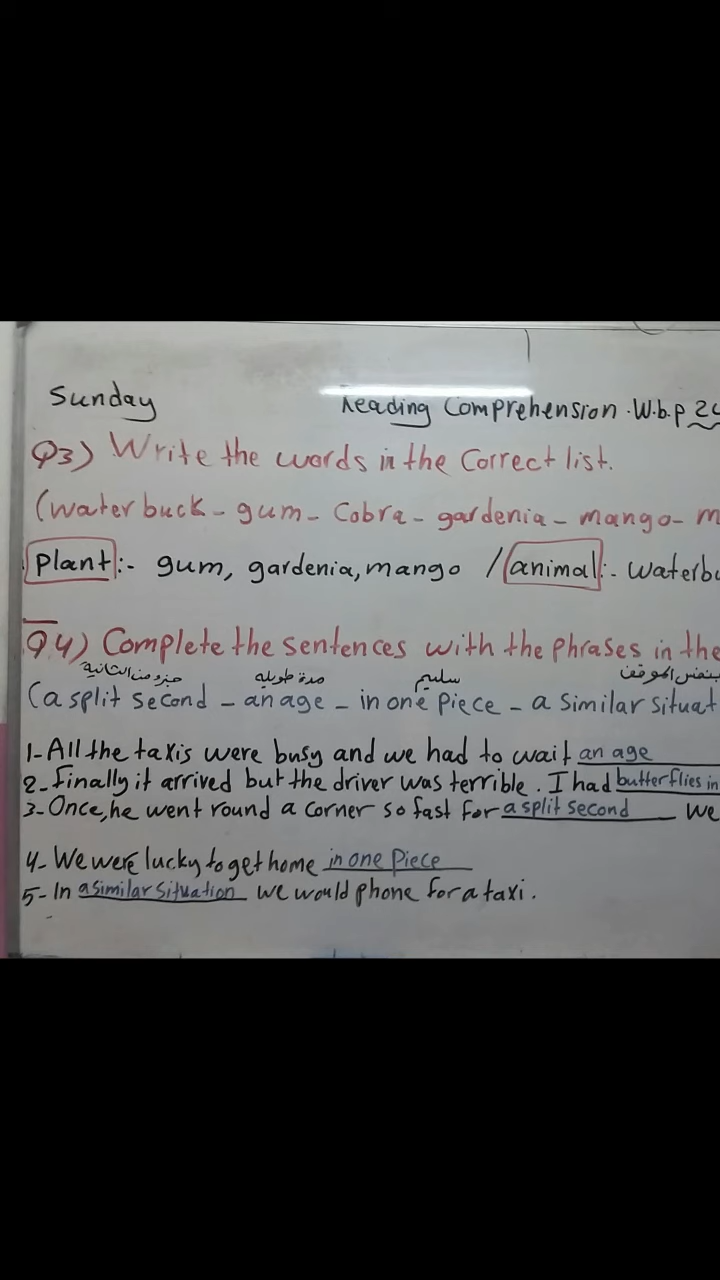 Sunday Reading Comprehension. W.b.p
Q3) Write the words in the correct list.
(waterbuck - gum - Cobra - gardenia - mango - m
Plant:- gum, gardenia, mango / animal:- waterbu
Q4) Complete the sentences with the phrases in the
جزء من الثانية مدة طويلة سليم بنفس الموقف
(a split second - an age - in one piece - a similar situat
1- All the taxis were busy and we had to wait an age
2- Finally it arrived but the driver was terrible. I had butterflies in
3- Once, he went round a corner so fast for a split second we
4- We were lucky to get home in one piece
5- In a similar situation we would phone for a taxi.